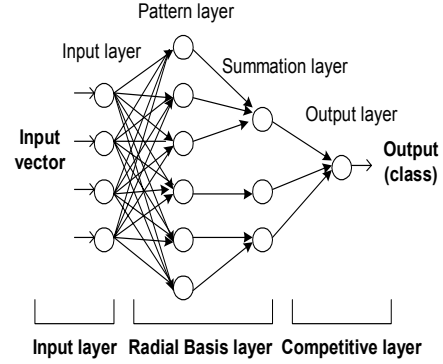 Pattern layer
Input layer
Summation layer
Output layer
Input
vector
Output
(class)
Input layer
Radial Basis layer
Competitive layer